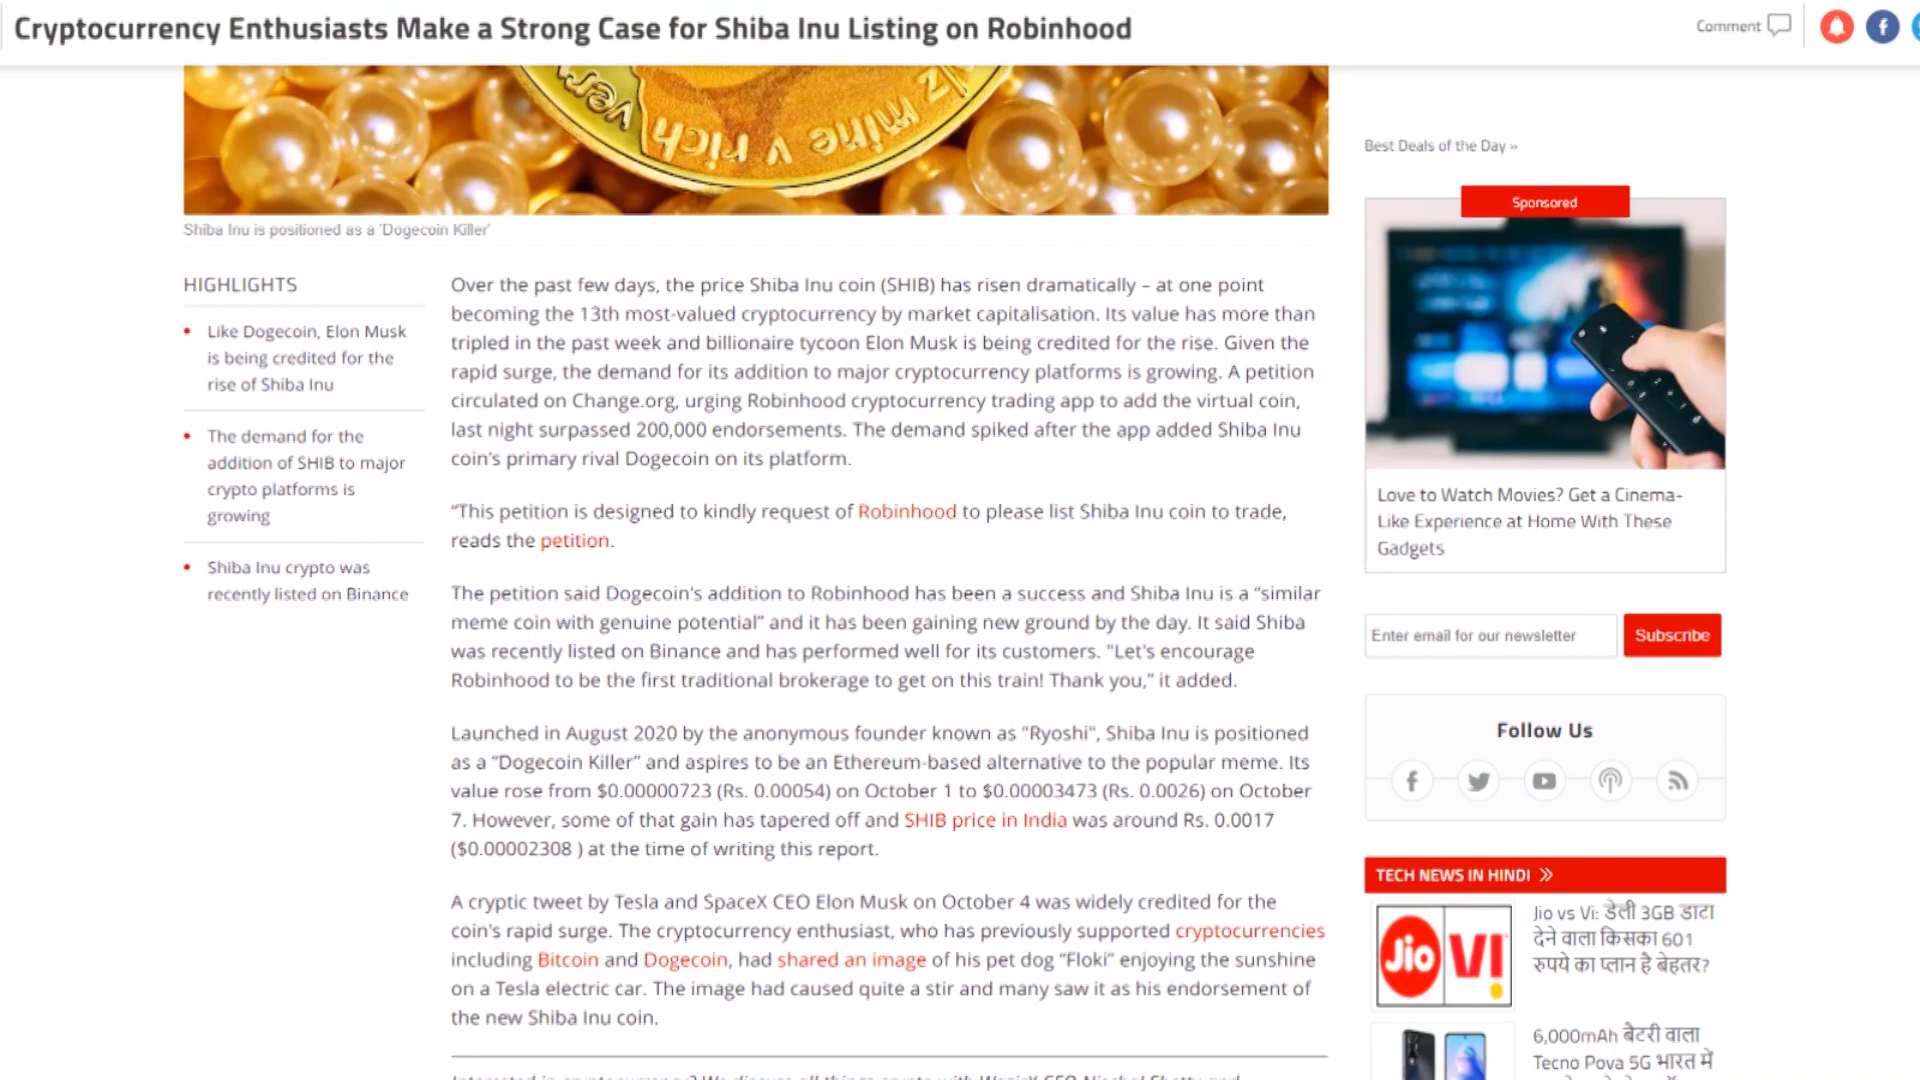 Cryptocurrency Enthusiasts Make a Strong Case for Shiba Inu Listing on Robinhood
Comment
very
v rich
mine
Shiba Inu is positioned as a 'Dogecoin Killer'
HIGHLIGHTS
Like Dogecoin, Elon Musk
is being credited for the
rise of Shiba Inu
The demand for the
addition of SHIB to major
crypto platforms is
growing
Shiba Inu crypto was
recently listed on Binance
Over the past few days, the price Shiba Inu coin (SHIB) has risen dramatically – at one point
becoming the 13th most-valued cryptocurrency by market capitalisation. Its value has more than
tripled in the past week and billionaire tycoon Elon Musk is being credited for the rise. Given the
rapid surge, the demand for its addition to major cryptocurrency platforms is growing. A petition
circulated on Change.org, urging Robinhood cryptocurrency trading app to add the virtual coin,
last night surpassed 200,000 endorsements. The demand spiked after the app added Shiba Inu
coin's primary rival Dogecoin on its platform.
“This petition is designed to kindly request of Robinhood to please list Shiba Inu coin to trade,
reads the petition.
The petition said Dogecoin's addition to Robinhood has been a success and Shiba Inu is a “similar
meme coin with genuine potential” and it has been gaining new ground by the day. It said Shiba
was recently listed on Binance and has performed well for its customers. "Let's encourage
Robinhood to be the first traditional brokerage to get on this train! Thank you,” it added.
Launched in August 2020 by the anonymous founder known as "Ryoshi", Shiba Inu is positioned
as a “Dogecoin Killer” and aspires to be an Ethereum-based alternative to the popular meme. Its
value rose from $0.00000723 (Rs. 0.00054) on October 1 to $0.00003473 (Rs. 0.0026) on October
7. However, some of that gain has tapered off and SHIB price in India was around Rs. 0.0017
($0.00002308 ) at the time of writing this report.
A cryptic tweet by Tesla and SpaceX CEO Elon Musk on October 4 was widely credited for the
coin's rapid surge. The cryptocurrency enthusiast, who has previously supported cryptocurrencies
including Bitcoin and Dogecoin, had shared an image of his pet dog “Floki” enjoying the sunshine
on a Tesla electric car. The image had caused quite a stir and many saw it as his endorsement of
the new Shiba Inu coin.
Best Deals of the Day »
Sponsored
Love to Watch Movies? Get a Cinema-
Like Experience at Home With These
Gadgets
Enter email for our newsletter
Subscribe
Follow Us
TECH NEWS IN HINDI
Jio
VI
Jio vs Vi: डेली 3GB डाटा
देने वाला किसका 601
रुपये का प्लान है बेहतर?
6,000mAh बैटरी वाला
Tecno Pova 5G भारत में